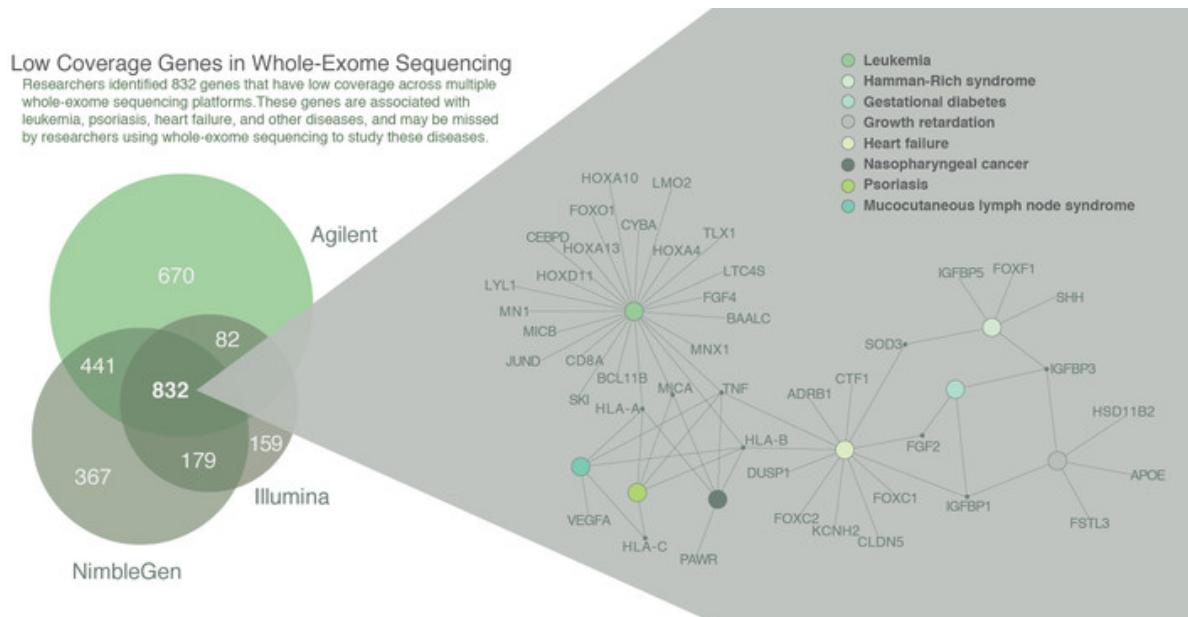 Low Coverage Genes in Whole-Exome Sequencing
Researchers identified 832 genes that have low coverage across multiple
whole-exome sequencing platforms.These genes are associated with
leukemia, psoriasis, heart failure, and other diseases, and may be missed
by researchers using whole-exome sequencing to study these diseases.
Agilent
670
82
441
832
159
179
367
Illumina
NimbleGen
Leukemia
Hamman-Rich syndrome
Gestational diabetes
Growth retardation
Heart failure
Nasopharyngeal cancer
Psoriasis
Mucocutaneous lymph node syndrome
HOXA10
LMO2
FOXO1
CYBA
TLX1
CEBPD
HOXA13
HOXA4
HOXD11
LTC4S
LYL1
FGF4
MN1
BAALC
MICB
MNX1
JUND
CD8A
BCL11B
MICA
TNF
SKI
HLA-A
HLA-B
VEGFA
HLA-C
PAWR
IGFBP5
FOXF1
SHH
SOD3
IGFBP3
CTF1
ADRB1
HSD11B2
FGF2
DUSP1
APOE
FOXC1
IGFBP1
FOXC2
KCNH2
FSTL3
CLDN5